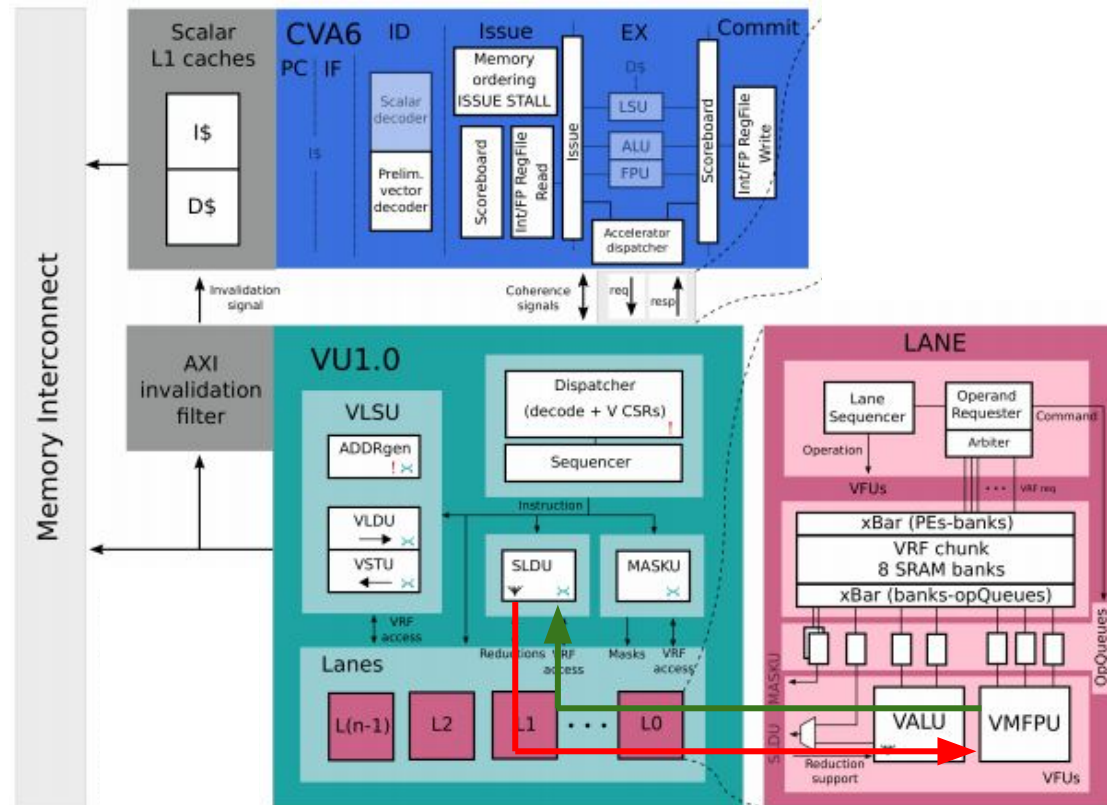 Memory Interconnect
Scalar
L1 caches
I$
D$
CVA6
PC
IF
I$
ID
Scalar
decoder
Prelim.
vector
decoder
Issue
Memory
ordering
ISSUE STALL
Scoreboard
Int/FP RegFile
Read
Issue
EX
D$
LSU
ALU
FPU
Accelerator
dispatcher
Scoreboard
Commit
Int/FP RegFile
Write
Invalidation
signal
Coherence
signals
req
resp
AXI
invalidation
filter
VU1.0
VLSU
ADDRgen
!
VLDU
VSTU
VRF
access
Dispatcher
(decode + V CSRs)
!
Sequencer
Instruction
SLDU
MASKU
Reductions
VRF
access
Masks
VRF
access
Lanes
L(n-1)
L2
L1
• • •
L0
LANE
Lane
Sequencer
Operand
Requester
Arbiter
Command
Operation
VFUs
• • •
VRF req
xBar (PEs-banks)
VRF chunk
8 SRAM banks
xBar (banks-opQueues)
OpQueues
MASKU
SLDU
VALU
VMFPU
Reduction
support
VFUs